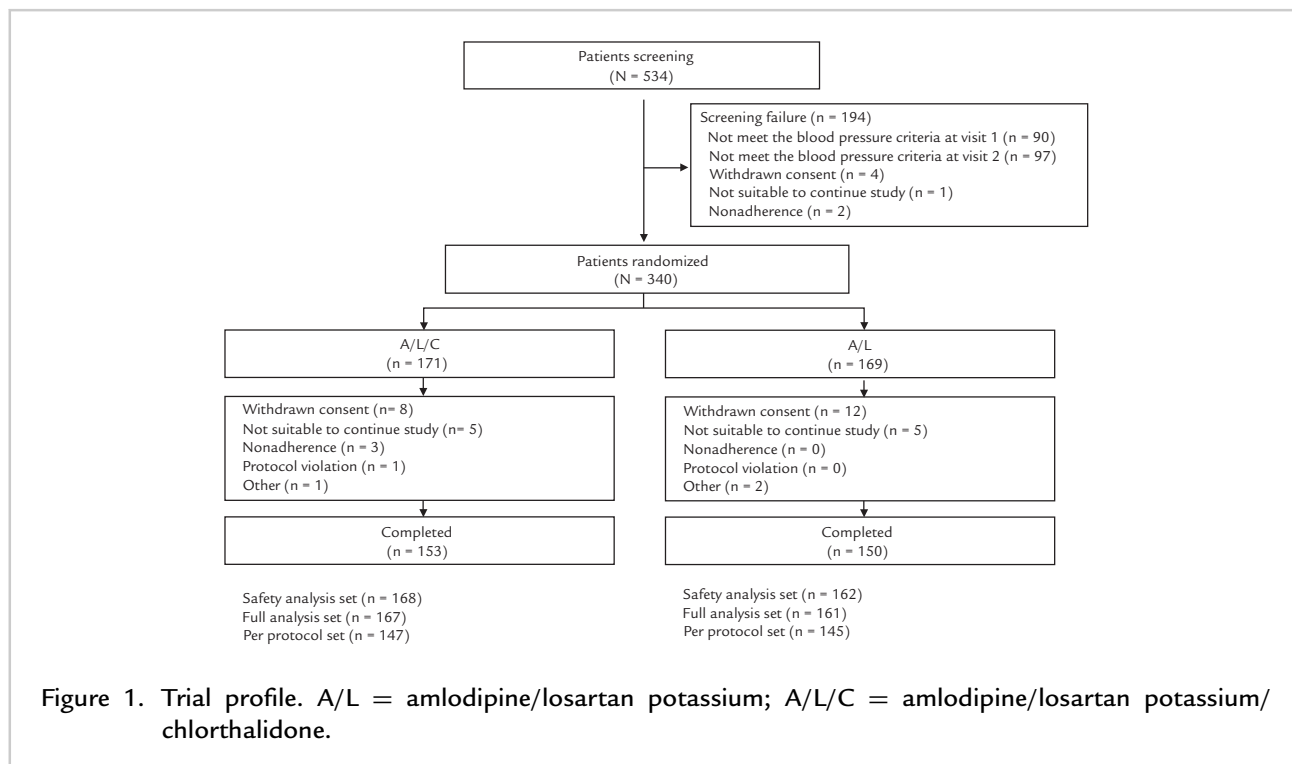 Patients screening
(N = 534)
Screening failure (n = 194)
Not meet the blood pressure criteria at visit 1 (n = 90)
Not meet the blood pressure criteria at visit 2 (n = 97)
Withdrawn consent (n = 4)
Not suitable to continue study (n = 1)
Nonadherence (n = 2)
Patients randomized
(N = 340)
A/L/C
(n = 171)
A/L
(n = 169)
Withdrawn consent (n= 8)
Not suitable to continue study (n= 5)
Nonadherence (n = 3)
Protocol violation (n = 1)
Other (n = 1)
Withdrawn consent (n = 12)
Not suitable to continue study (n = 5)
Nonadherence (n = 0)
Protocol violation (n = 0)
Other (n = 2)
Completed
(n = 153)
Completed
(n = 150)
Safety analysis set (n = 168)
Full analysis set (n = 167)
Per protocol set (n = 147)
Safety analysis set (n = 162)
Full analysis set (n = 161)
Per protocol set (n = 145)
Figure 1. Trial profile. A/L = amlodipine/losartan potassium; A/L/C = amlodipine/losartan potassium/
chlorthalidone.